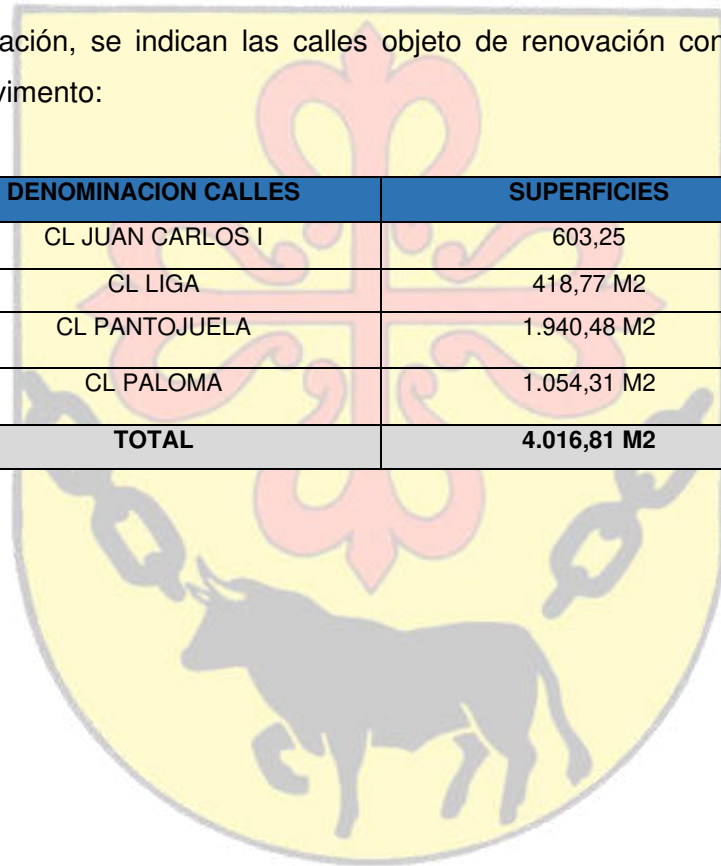 ación, se indican las calles objeto de renovación con
vimento:
DENOMINACION CALLES SUPERFICIES
CL JUAN CARLOS I 603,25
CL LIGA 418,77 M2
CL PANTOJUELA 1.940,48 M2
CL PALOMA 1.054,31 M2
TOTAL 4.016,81 M2